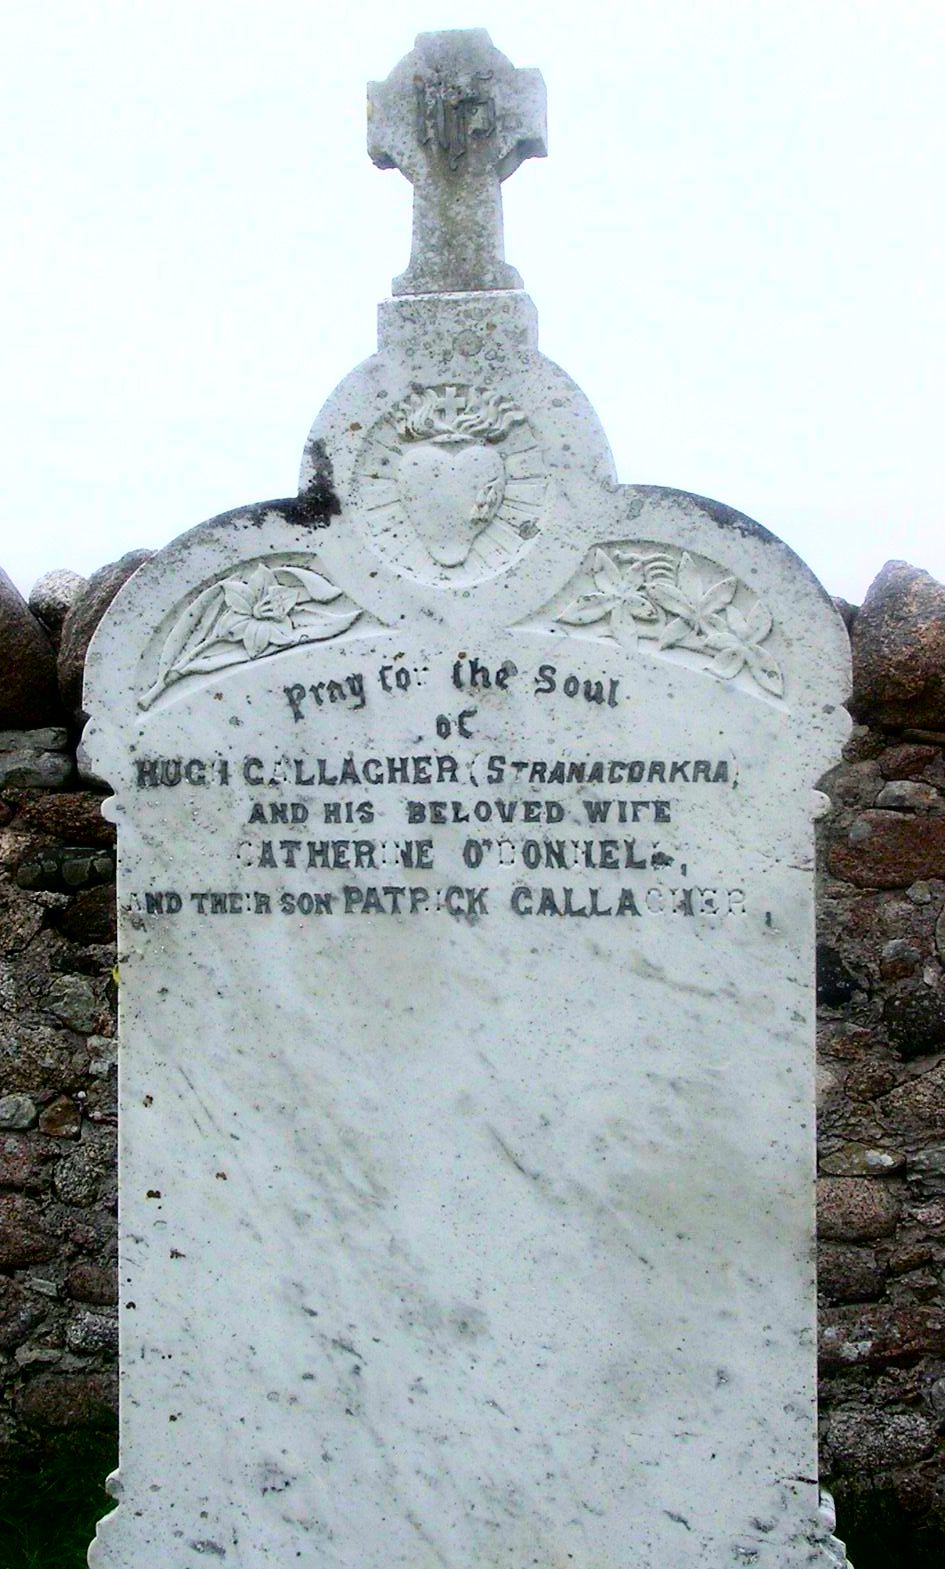 IHS
pray for the Soul
of
HUGH GALLAGHER (STRANACORKRA,
AND HIS BELOVED WIFE
CATHERINE O'DONNELL,
AND THEIR SON PATRICK GALLAGHER,